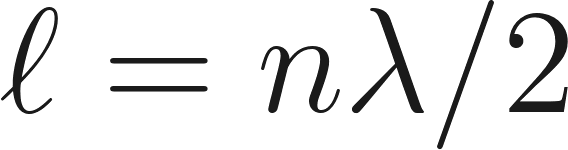 ℓ = nλ/2